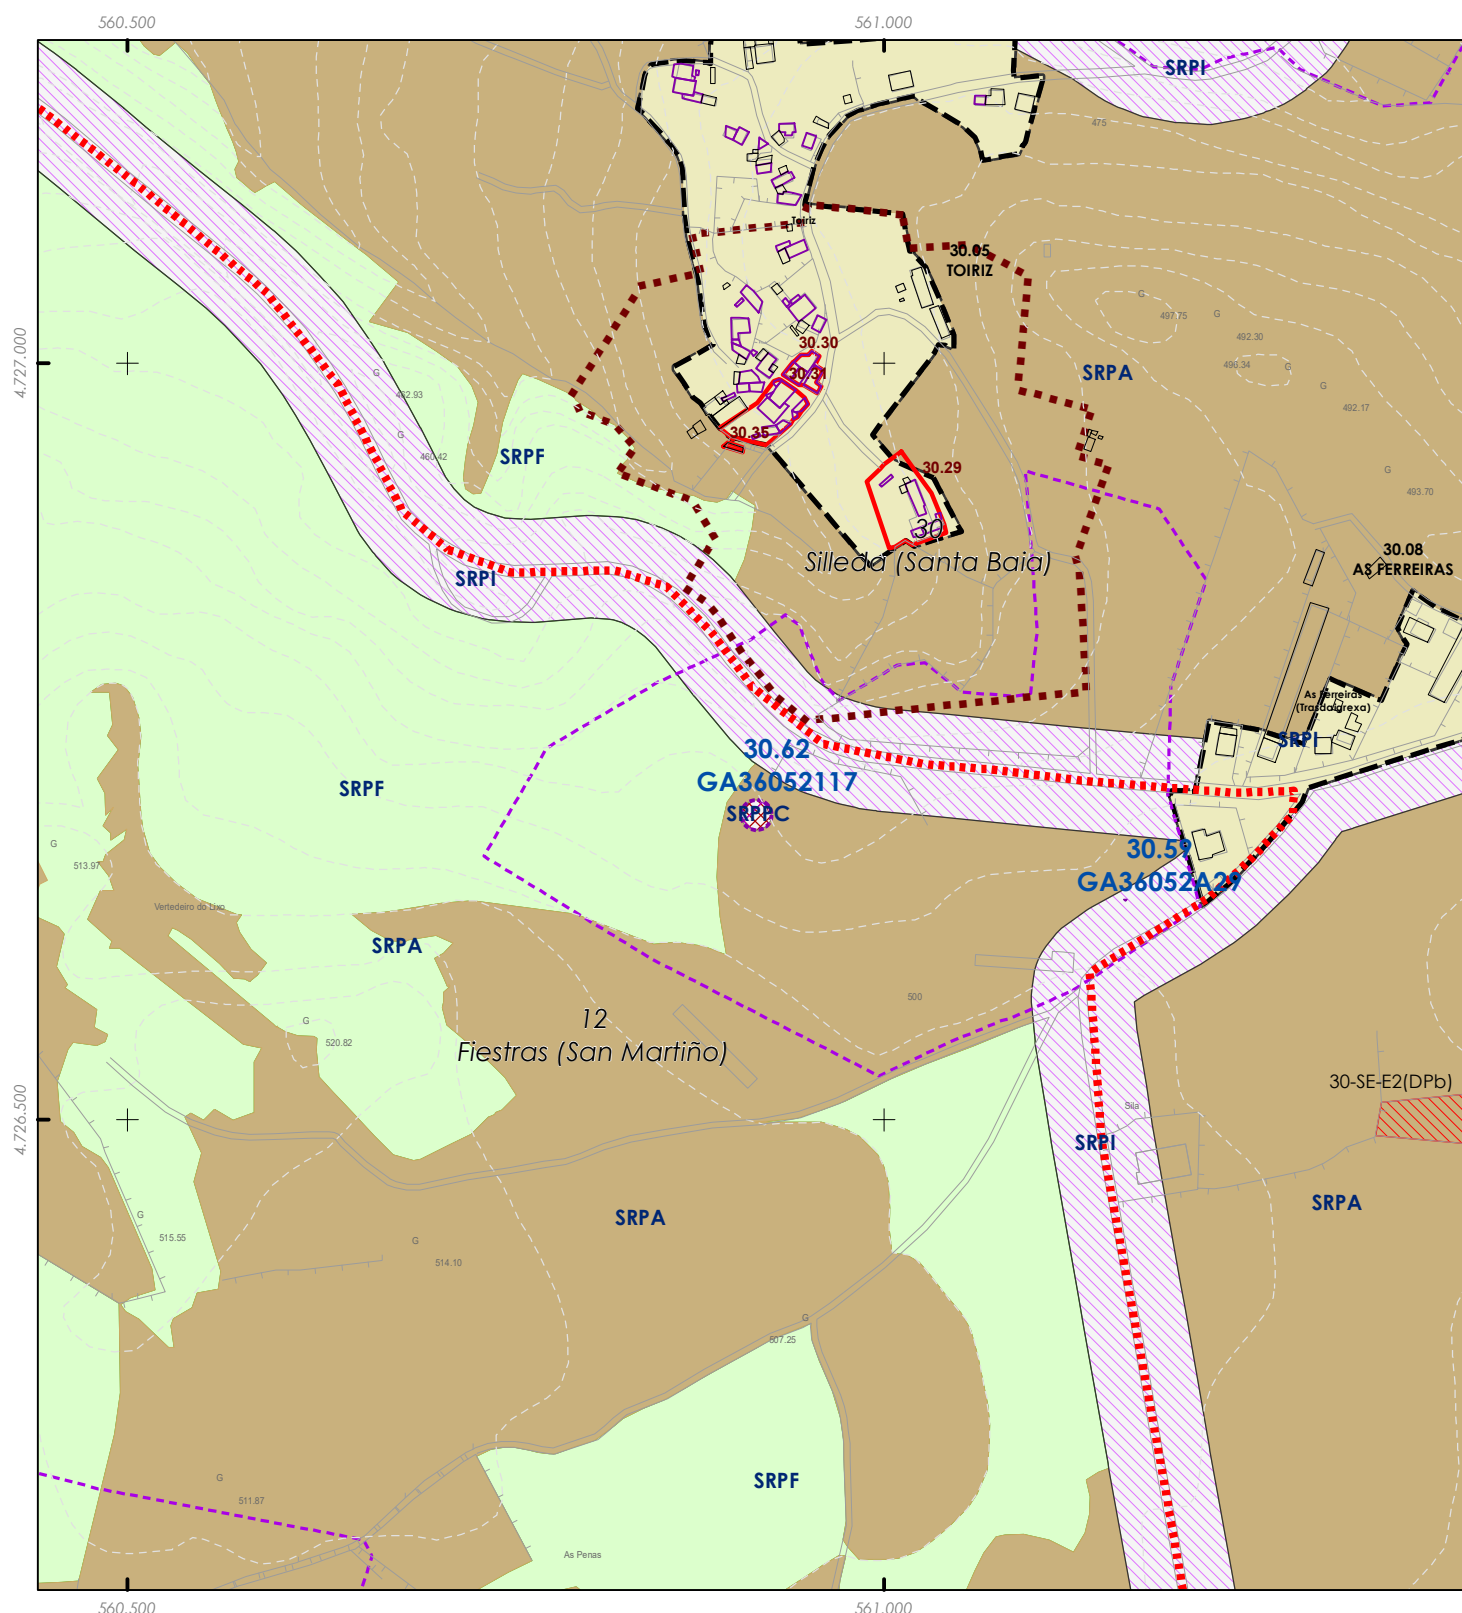 560.500
561.000
SRPI
475
Toiriz
30.05
TOIRIZ
G
497.75
G
492.30
30.30
4.727.000
G
496.34
G
30.31
SRPA
G
462.93
G
492.17
30.35
G
460.42
SRPF
30.29
G
493.70
30
Silleda (Santa Baia)
30.08
AS FERREIRAS
SRPI
As Ferreiras
(Trasdaigrexa)
SRPI
30.62
GA36052117
SRPF
SRPPC
G
513.97
30.59
GA36052A29
Vertedeiro do Lixo
SRPA
500
12
Fiestras (San Martiño)
G
520.82
30-SE-E2(DPb)
4.726.500
Sila
SRPI
SRPA
SRPA
G
515.55
G
514.10
G
507.25
SRPF
G
511.87
As Penas
560.500
561.000